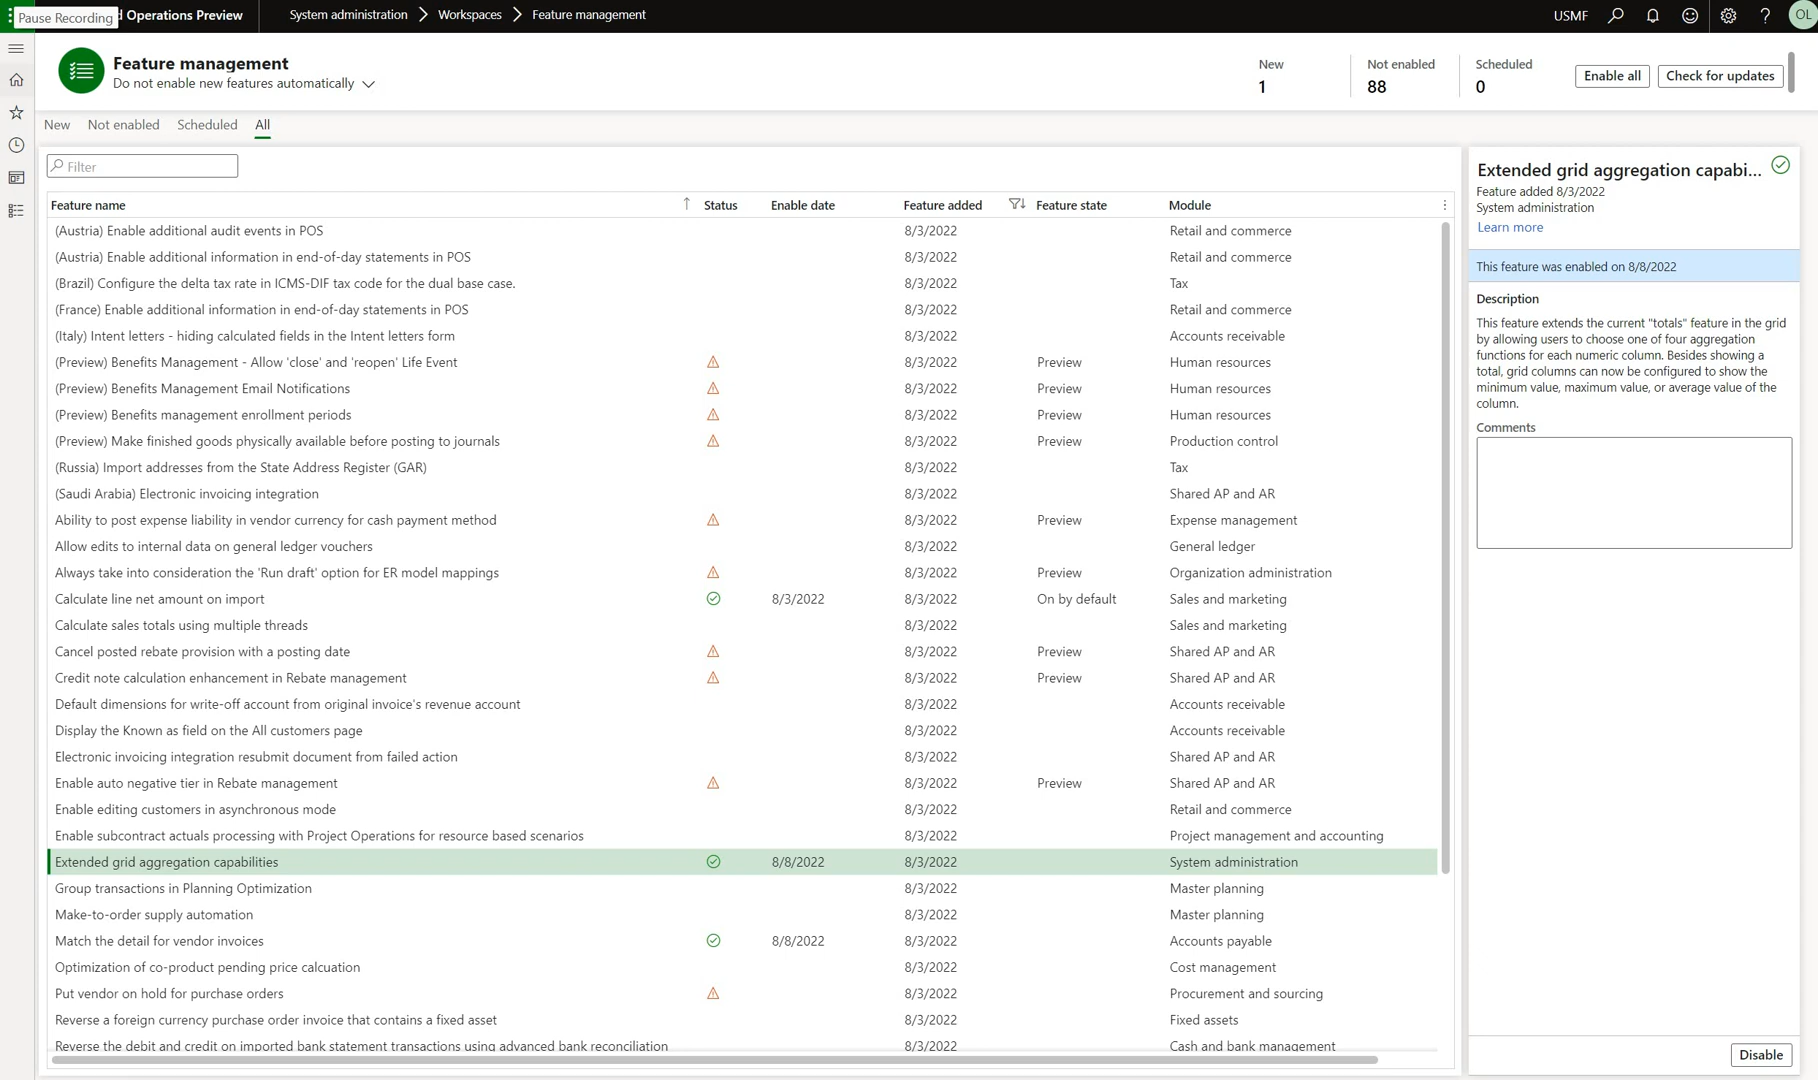 Pause Recording
d Operations Preview
System administration
Workspaces
Feature management
USMF
?
OL
Feature management
Do not enable new features automatically
New
1
Not enabled
88
Scheduled
0
Enable all
Check for updates
New
Not enabled
Scheduled
All
Filter
Feature name Status Enable date Feature added Feature state Module
(Austria) Enable additional audit events in POS 8/3/2022 Retail and commerce
(Austria) Enable additional information in end-of-day statements in POS 8/3/2022 Retail and commerce
(Brazil) Configure the delta tax rate in ICMS-DIF tax code for the dual base case. 8/3/2022 Tax
(France) Enable additional information in end-of-day statements in POS 8/3/2022 Retail and commerce
(Italy) Intent letters - hiding calculated fields in the Intent letters form 8/3/2022 Accounts receivable
(Preview) Benefits Management - Allow 'close' and 'reopen' Life Event 8/3/2022 Preview Human resources
(Preview) Benefits Management Email Notifications 8/3/2022 Preview Human resources
(Preview) Benefits management enrollment periods 8/3/2022 Preview Human resources
(Preview) Make finished goods physically available before posting to journals 8/3/2022 Preview Production control
(Russia) Import addresses from the State Address Register (GAR) 8/3/2022 Tax
(Saudi Arabia) Electronic invoicing integration 8/3/2022 Shared AP and AR
Ability to post expense liability in vendor currency for cash payment method 8/3/2022 Preview Expense management
Allow edits to internal data on general ledger vouchers 8/3/2022 General ledger
Always take into consideration the 'Run draft' option for ER model mappings 8/3/2022 Preview Organization administration
Calculate line net amount on import 8/3/2022 8/3/2022 On by default Sales and marketing
Calculate sales totals using multiple threads 8/3/2022 Sales and marketing
Cancel posted rebate provision with a posting date 8/3/2022 Preview Shared AP and AR
Credit note calculation enhancement in Rebate management 8/3/2022 Preview Shared AP and AR
Default dimensions for write-off account from original invoice's revenue account 8/3/2022 Accounts receivable
Display the Known as field on the All customers page 8/3/2022 Accounts receivable
Electronic invoicing integration resubmit document from failed action 8/3/2022 Shared AP and AR
Enable auto negative tier in Rebate management 8/3/2022 Preview Shared AP and AR
Enable editing customers in asynchronous mode 8/3/2022 Retail and commerce
Enable subcontract actuals processing with Project Operations for resource based scenarios 8/3/2022 Project management and accounting
Extended grid aggregation capabilities 8/8/2022 8/3/2022 System administration
Group transactions in Planning Optimization 8/3/2022 Master planning
Make-to-order supply automation 8/3/2022 Master planning
Match the detail for vendor invoices 8/8/2022 8/3/2022 Accounts payable
Optimization of co-product pending price calcuation 8/3/2022 Cost management
Put vendor on hold for purchase orders 8/3/2022 Procurement and sourcing
Reverse a foreign currency purchase order invoice that contains a fixed asset 8/3/2022 Fixed assets
Reverse the debit and credit on imported bank statement transactions using advanced bank reconciliation 8/3/2022 Cash and bank management
Extended grid aggregation capabi...
Feature added 8/3/2022
System administration
Learn more
This feature was enabled on 8/8/2022
Description
This feature extends the current "totals" feature in the grid
by allowing users to choose one of four aggregation
functions for each numeric column. Besides showing a
total, grid columns can now be configured to show the
minimum value, maximum value, or average value of the
column.
Comments
Disable